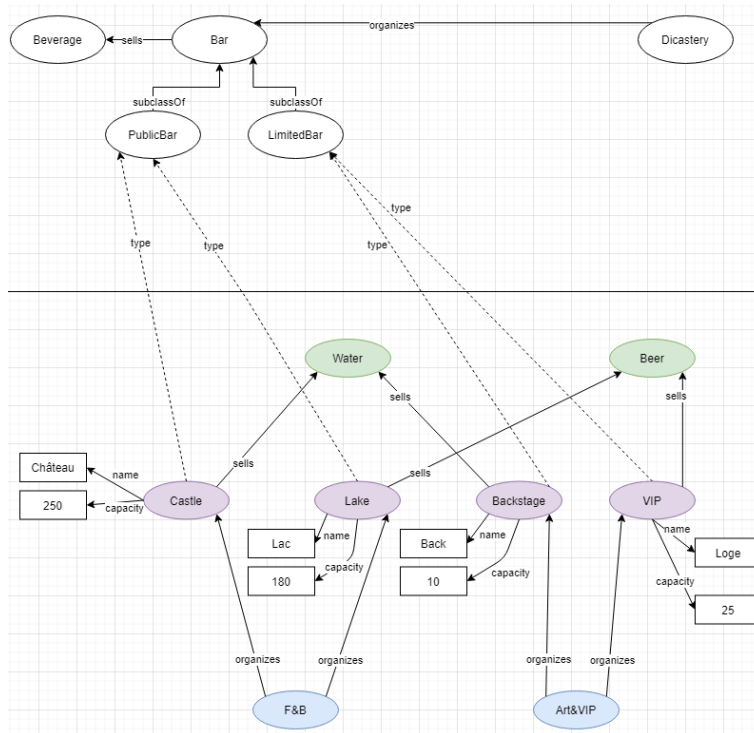 organizes
Beverage
sells
Bar
Dicastery
subclassOf
subclassOf
PublicBar
LimitedBar
type
type
type
type
Water
Beer
sells
sells
sells
sells
Château
name
250
capacity
Castle
Lake
Backstage
VIP
Lac
name
Back
name
name
Loge
180
capacity
10
capacity
capacity
25
organizes
organizes
organizes
organizes
F&B
Art&VIP